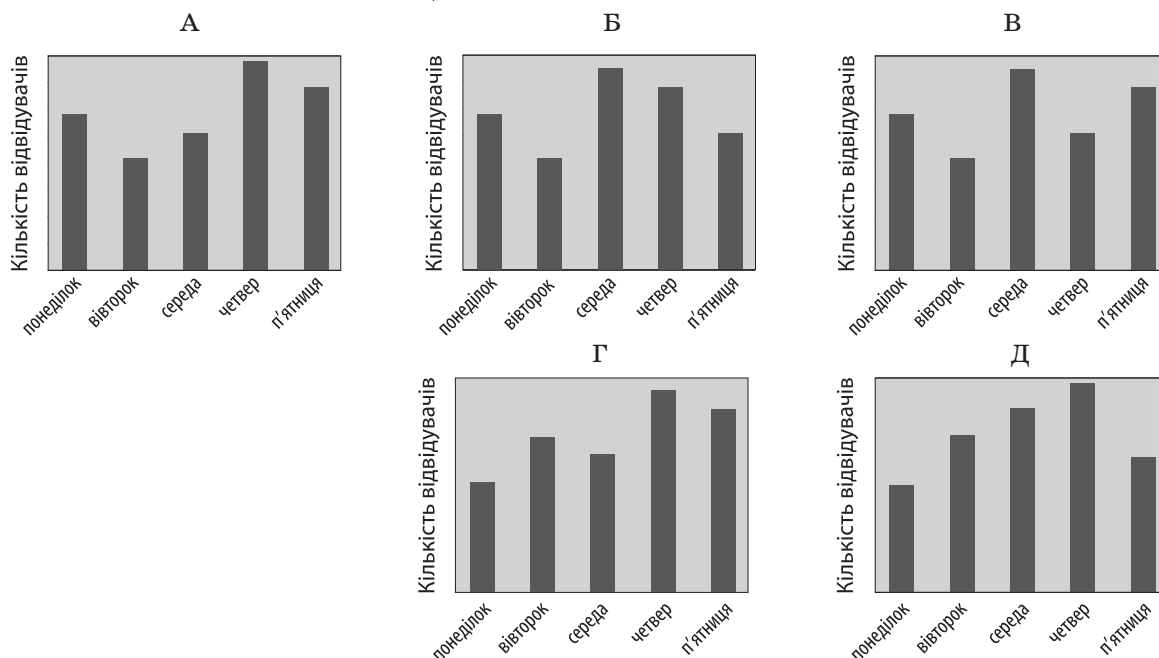 А
Кількість відвідувачів
понеділок
вівторок
середа
четвер
п'ятниця
Б
Кількість відвідувачів
понеділок
вівторок
середа
четвер
п'ятниця
В
Кількість відвідувачів
понеділок
вівторок
середа
четвер
п'ятниця
Г
Кількість відвідувачів
понеділок
вівторок
середа
четвер
п'ятниця
Д
Кількість відвідувачів
понеділок
вівторок
середа
четвер
п'ятниця